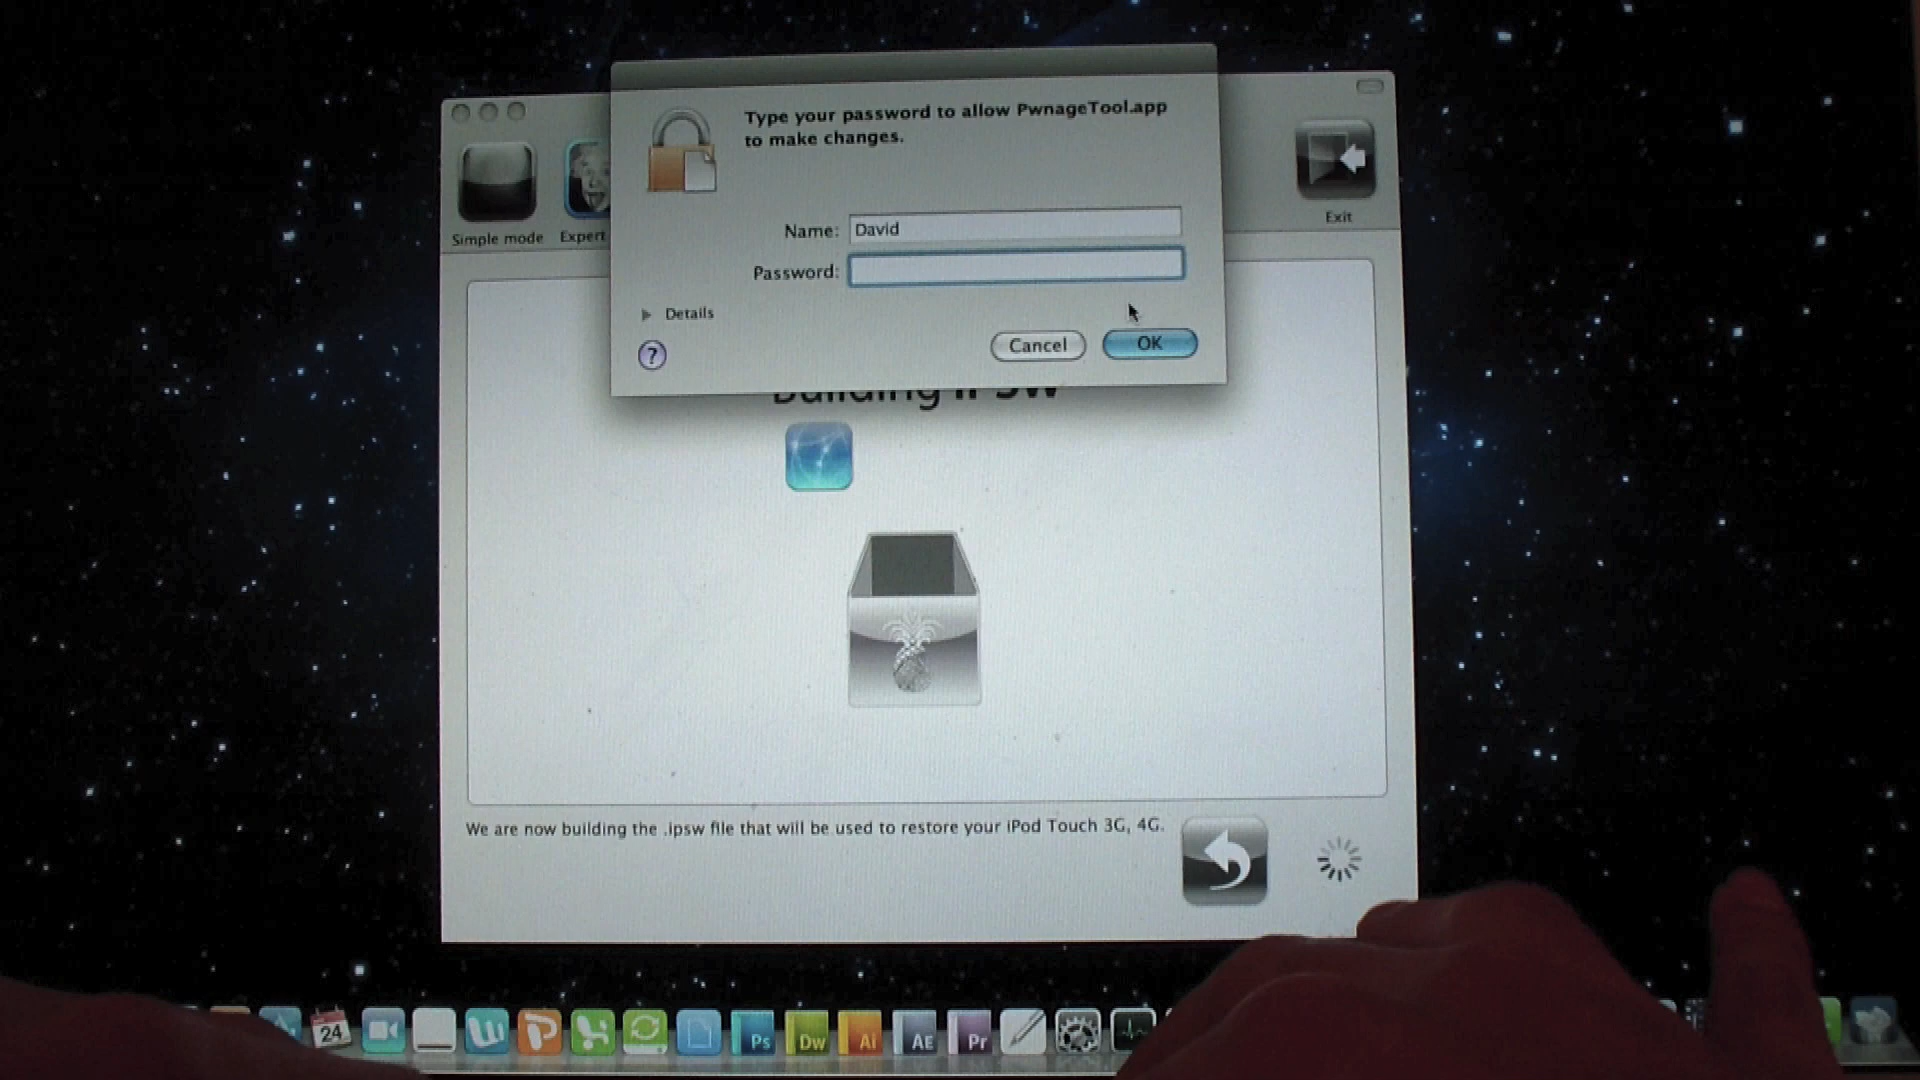 Type your password to allow PwnageTool.app
to make changes.
Name: David
Password:
Details
?
Cancel
OK
Simple mode
Expert
Exit
Building IPSW
We are now building the .ipsw file that will be used to restore your iPod Touch 3G, 4G.
24
Ps
Dw
Ai
AE
Pr